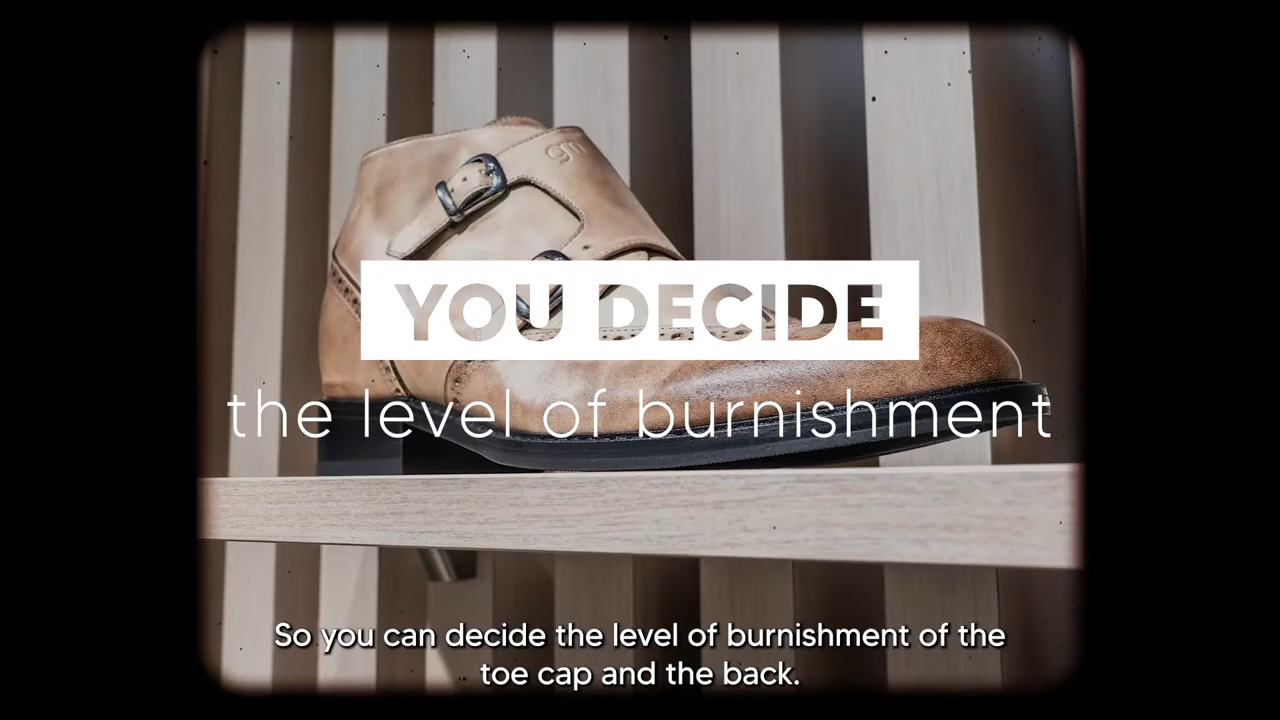 gm
YOU DECIDE
the level of burnishment
So you can decide the level of burnishment of the
toe cap and the back.